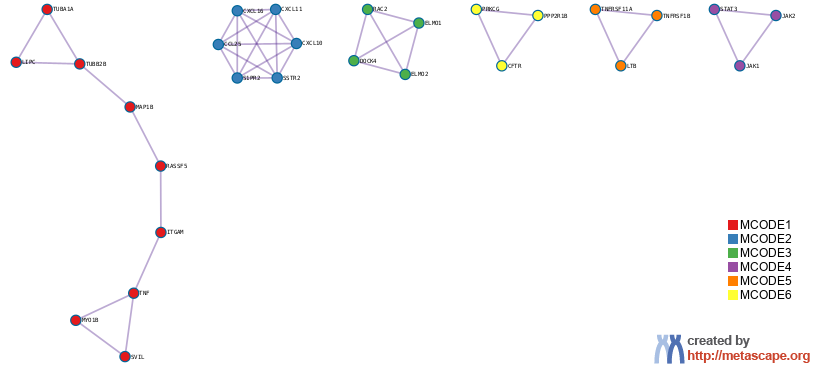 TUBA1A
CXCL16
CXCL11
RAC2
ELMO1
PRKCG
PPP2R1B
TNFRSF11A
TNFRSF1B
STAT3
JAK2
CCL25
CXCL10
LIPC
TUBB2B
DOCK4
ELMO2
CFTR
LTB
JAK1
S1PR2
SSTR2
MAP1B
RASSF5
ITGAM
TNF
MYO1B
SVIL
MCODE1
MCODE2
MCODE3
MCODE4
MCODE5
MCODE6
created by
http://metascape.org